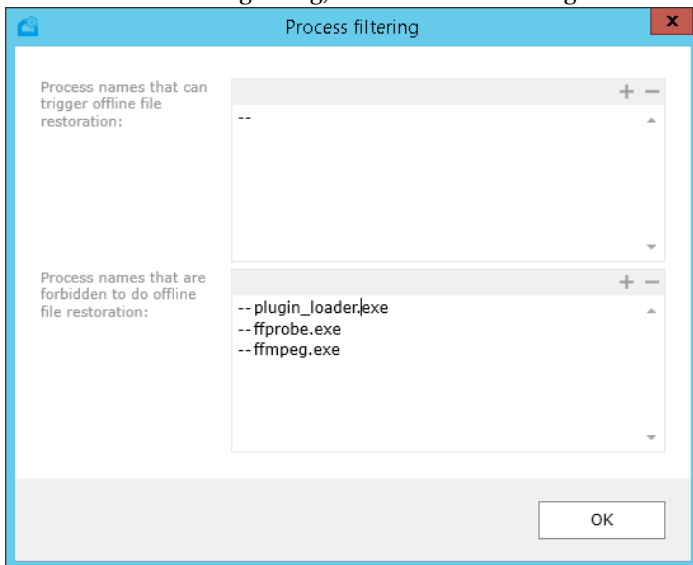 Process filtering
x
Process names that can
trigger offline file
restoration:
+ −
--
Process names that are
forbidden to do offline
file restoration:
+ −
-- plugin_loader.exe
-- ffprobe.exe
-- ffmpeg.exe
OK